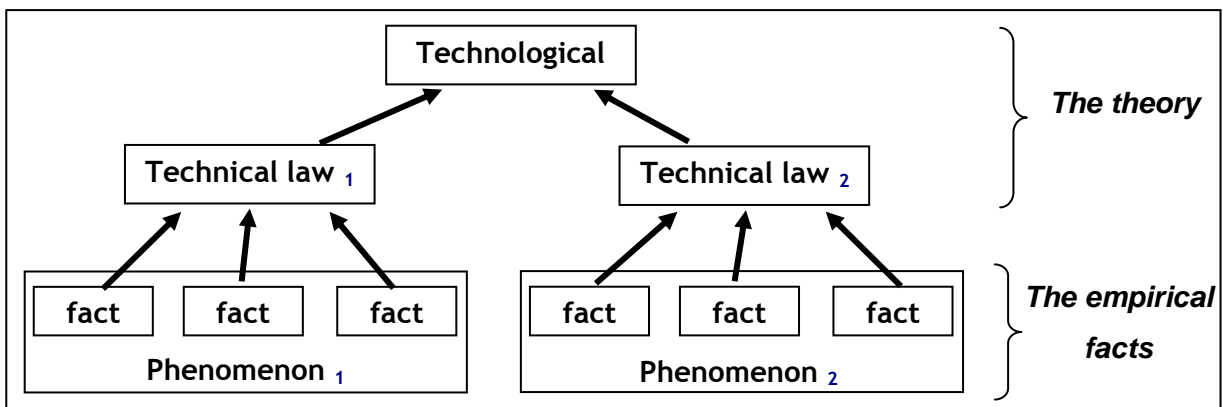 Technological
The theory
Technical law 1
Technical law 2
fact fact fact
fact fact fact
The empirical
facts
Phenomenon 1
Phenomenon 2